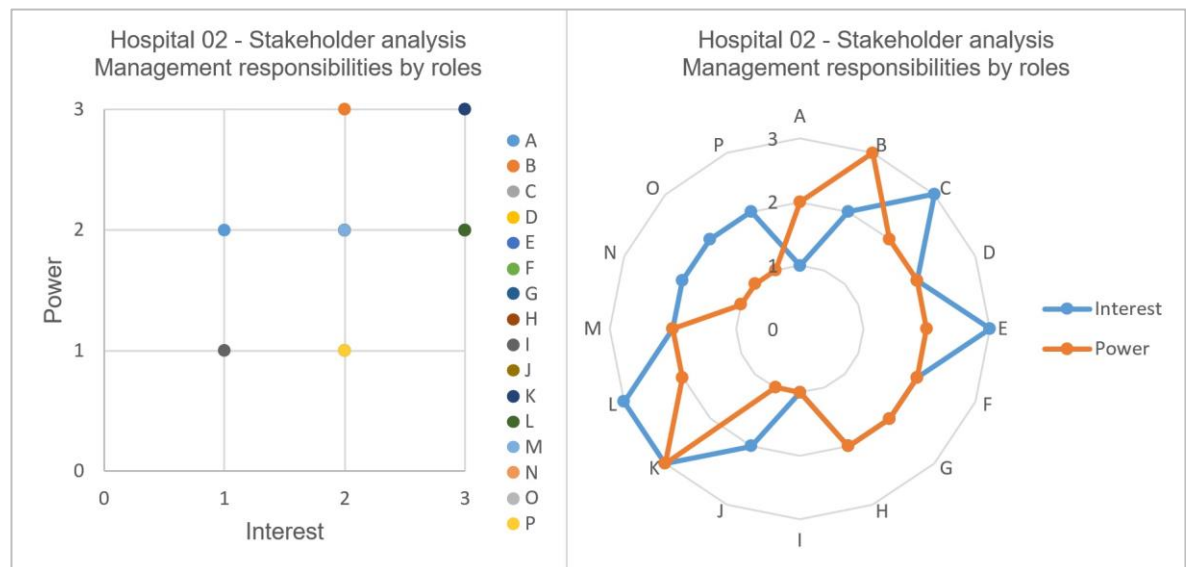 Hospital 02 - Stakeholder analysis
Management responsibilities by roles
3
2
1
0
0
1
2
3
Power
Interest
A
B
C
D
E
F
G
H
I
J
K
L
M
N
O
P
Hospital 02 - Stakeholder analysis
Management responsibilities by roles
A
B
C
D
E
F
G
H
I
J
K
L
M
N
O
P
3
2
1
0
Interest
Power